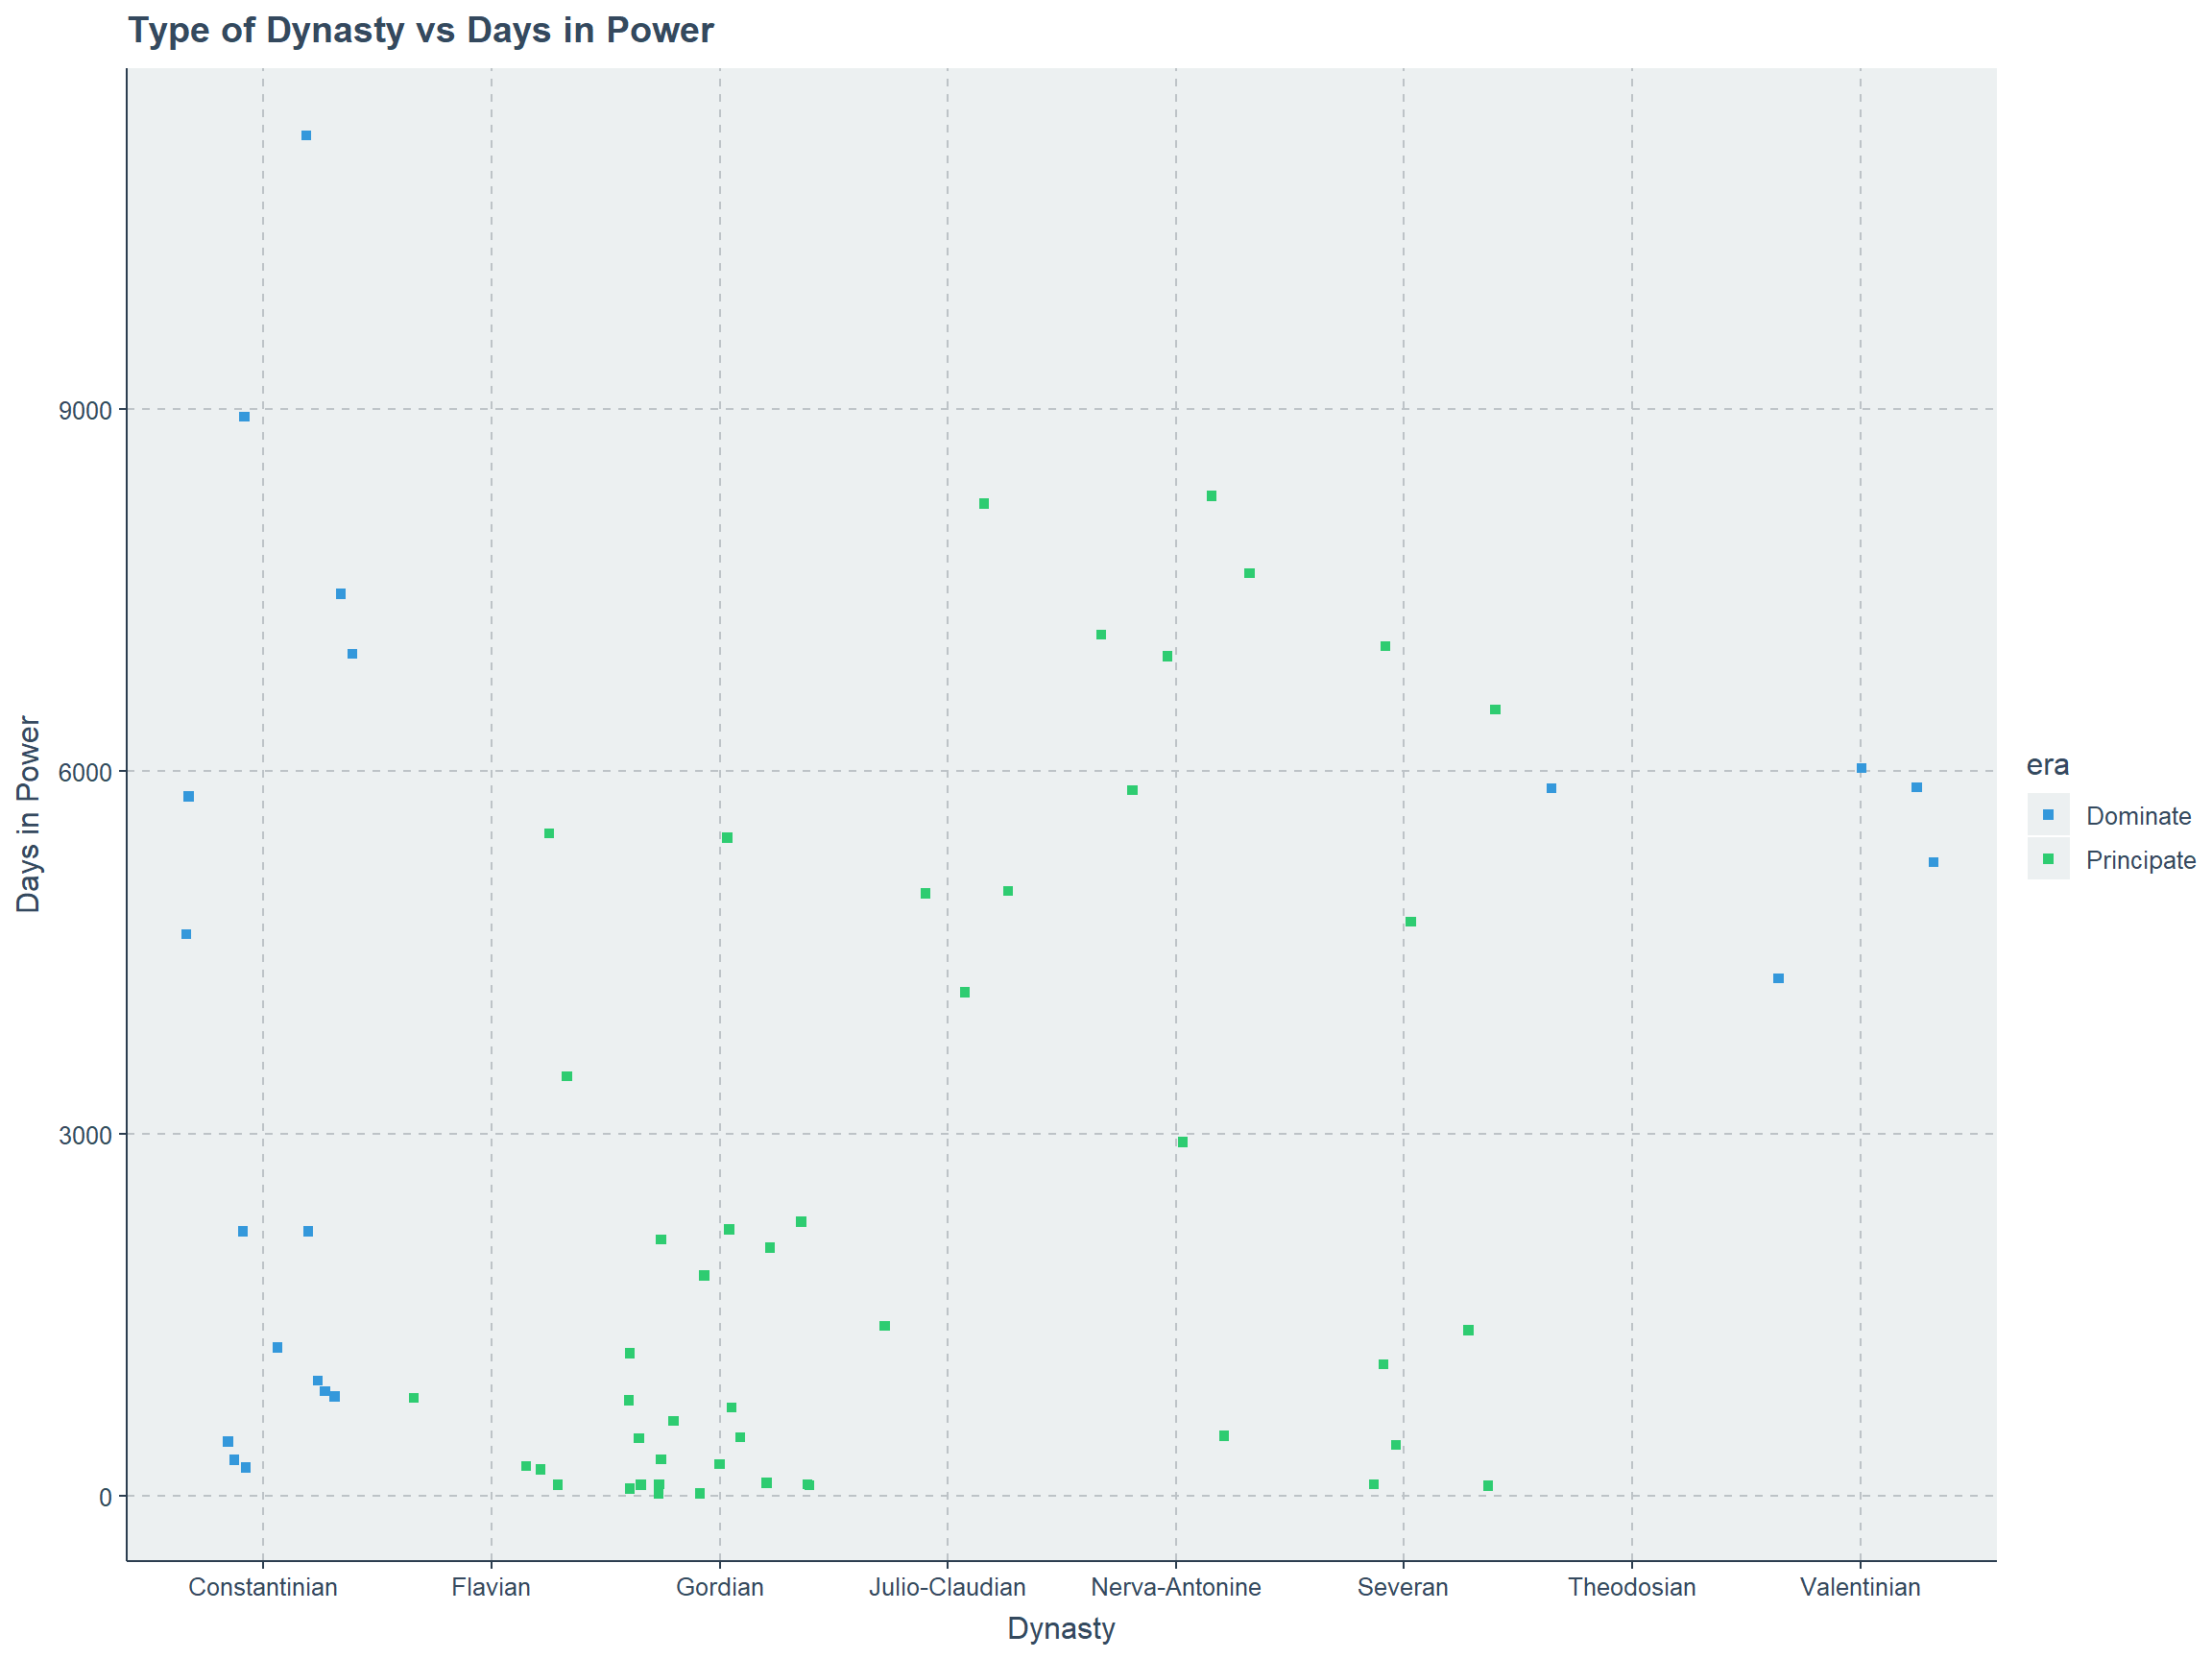 Type of Dynasty vs Days in Power
Days in Power
9000
6000
3000
0
Constantinian Flavian Gordian Julio-Claudian Nerva-Antonine Severan Theodosian Valentinian
Dynasty
era
Dominate
Principate